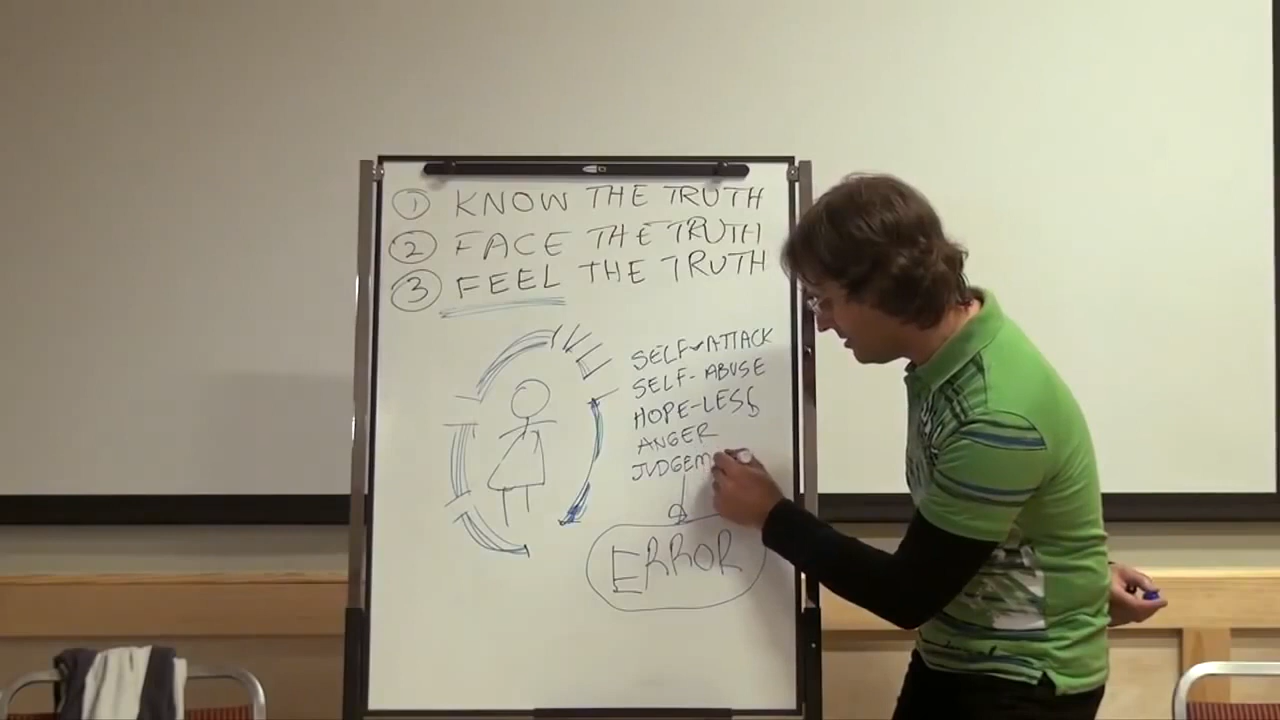 ① KNOW THE TRUTH
② FACE THE TRUTH
③ FEEL THE TRUTH
SELF-ATTACK
SELF-ABUSE
HOPE-LESS
ANGER
JUDGEM
ERROR